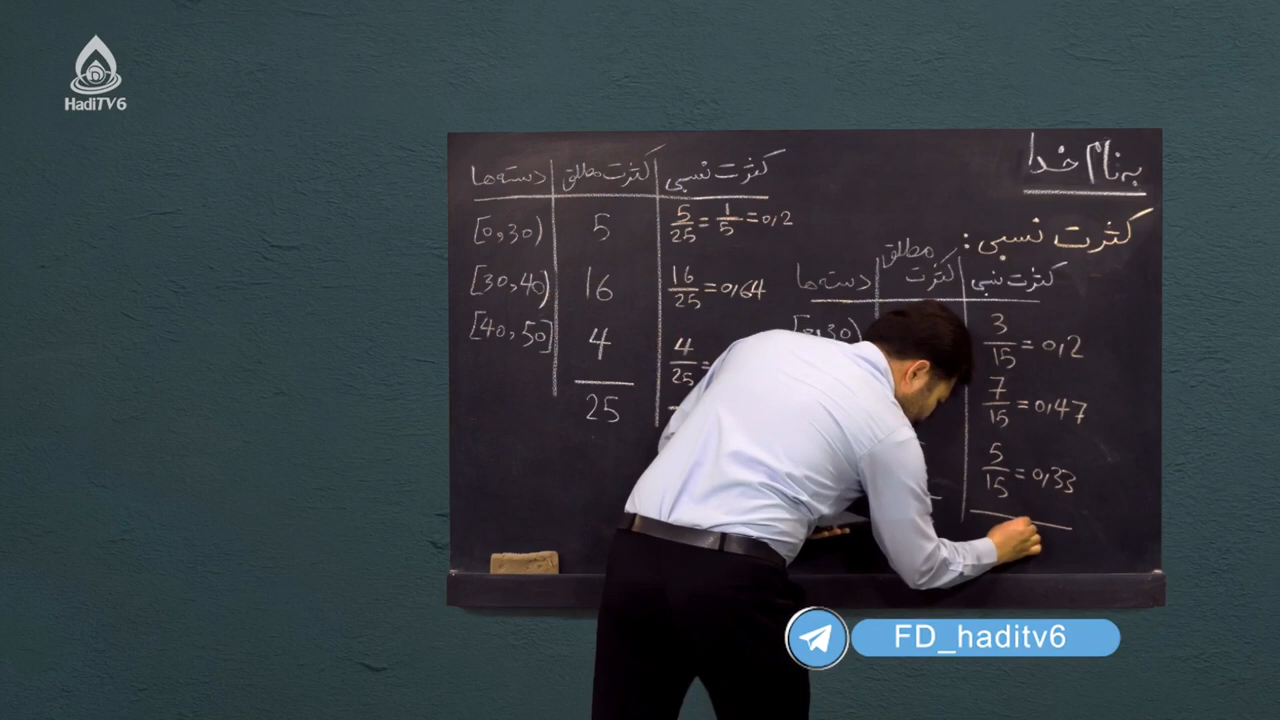 HadiTV6
به نام خدا
کثرت نسبی:
دسته‌ها | کثرت مطلق | کثرت نسبی
[0,30) | 5 | 5/25 = 1/5 = 0,2
[30,40) | 16 | 16/25 = 0,64
[40,50] | 4 | 4/25 =
25
دسته‌ها | کثرت مطلق | کثرت نسبی
[0,30) | 3/15 = 0,2
7/15 = 0,47
5/15 = 0,33
FD_haditv6